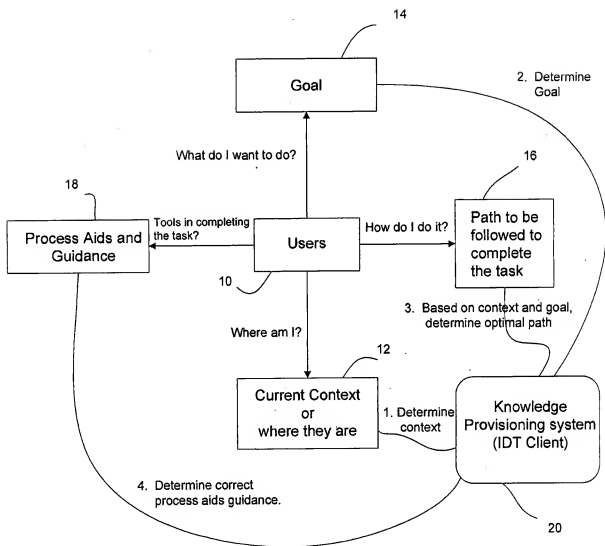 14
Goal
2. Determine
Goal
What do I want to do?
16
18
Tools in completing
the task?
How do I do it?
Process Aids and
Guidance
Users
Path to be
followed to
complete
the task
10
3. Based on context and goal,
determine optimal path
Where am I?
12
Current Context
or
where they are
1. Determine
context
Knowledge
Provisioning system
(IDT Client)
4. Determine correct
process aids guidance.
20